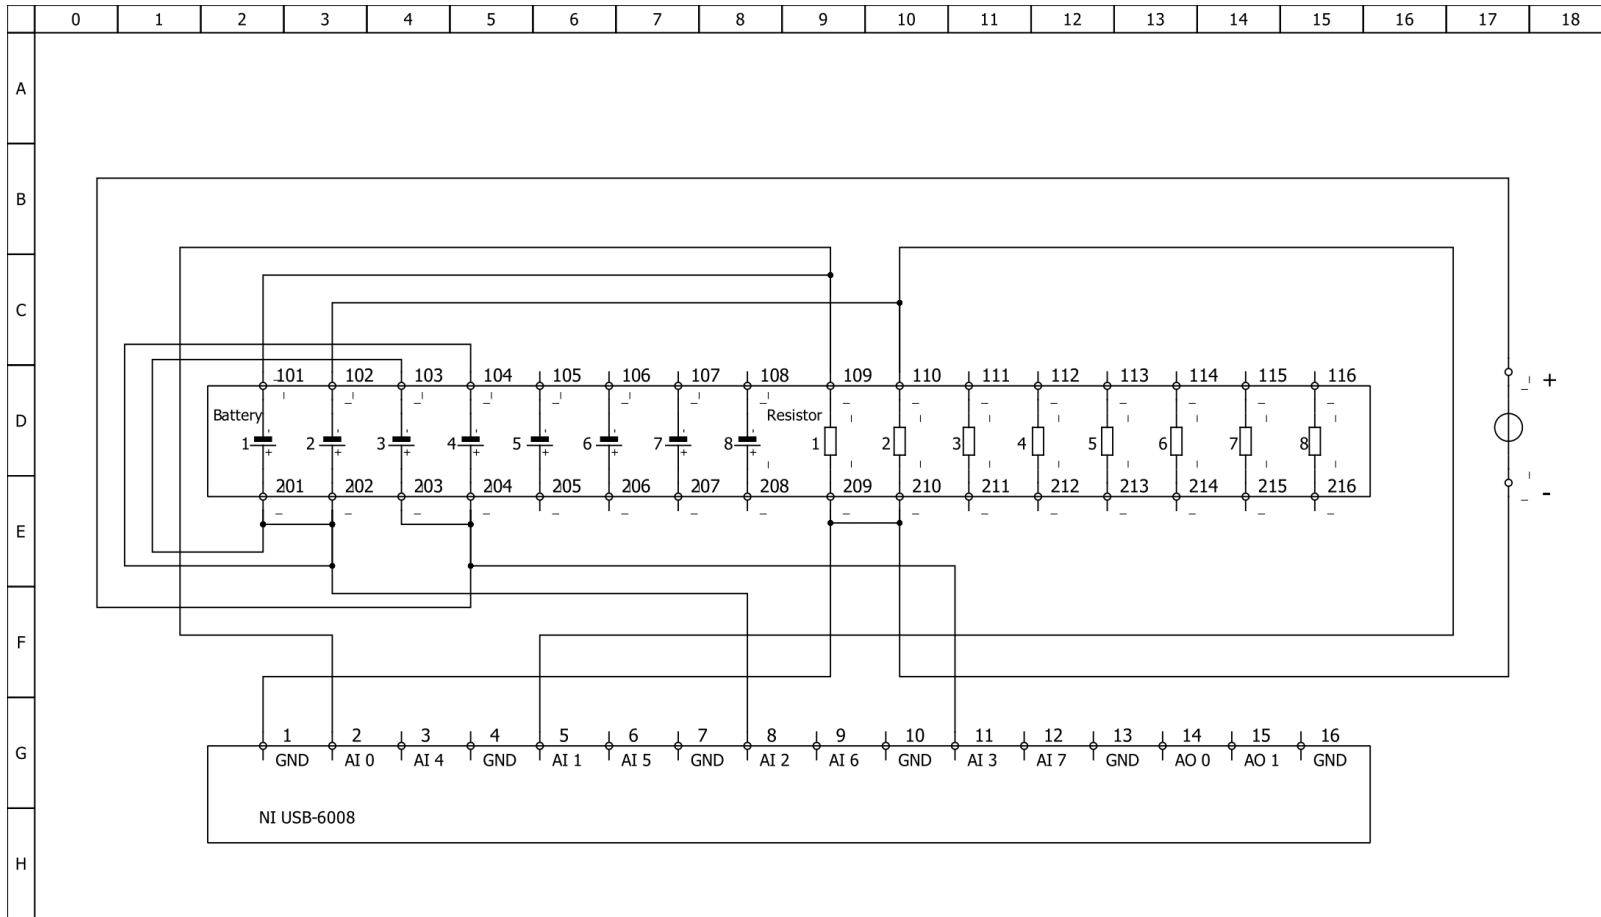 0 1 2 3 4 5 6 7 8 9 10 11 12 13 14 15 16 17 18
A
B
C
101 102 103 104 105 106 107 108 109 110 111 112 113 114 115 116
+
D
Battery Resistor
1 2 3 4 5 6 7 8 1 2 3 4 5 6 7 8
+ + + + + + + +
201 202 203 204 205 206 207 208 209 210 211 212 213 214 215 216
-
E
F
1 2 3 4 5 6 7 8 9 10 11 12 13 14 15 16
G
GND AI 0 AI 4 GND AI 1 AI 5 GND AI 2 AI 6 GND AI 3 AI 7 GND AO 0 AO 1 GND
NI USB-6008
H